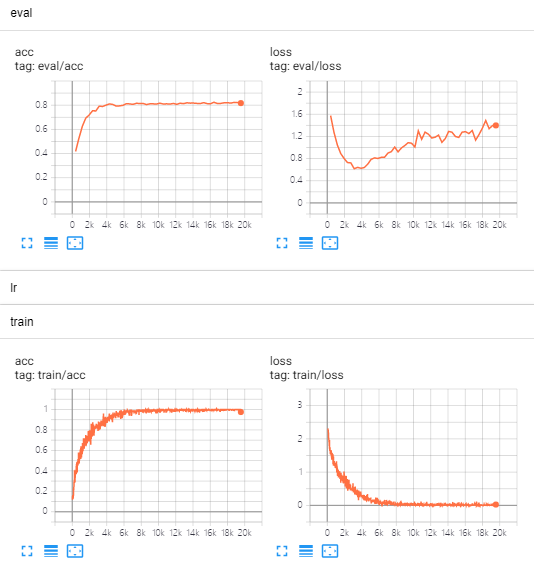 eval
acc
tag: eval/acc
0.8
0.6
0.4
0.2
0
0 2k 4k 6k 8k 10k 12k 14k 16k 18k 20k
loss
tag: eval/loss
2
1.6
1.2
0.8
0.4
0
0 2k 4k 6k 8k 10k 12k 14k 16k 18k 20k
lr
train
acc
tag: train/acc
1
0.8
0.6
0.4
0.2
0
0 2k 4k 6k 8k 10k 12k 14k 16k 18k 20k
loss
tag: train/loss
3
2
1
0
0 2k 4k 6k 8k 10k 12k 14k 16k 18k 20k